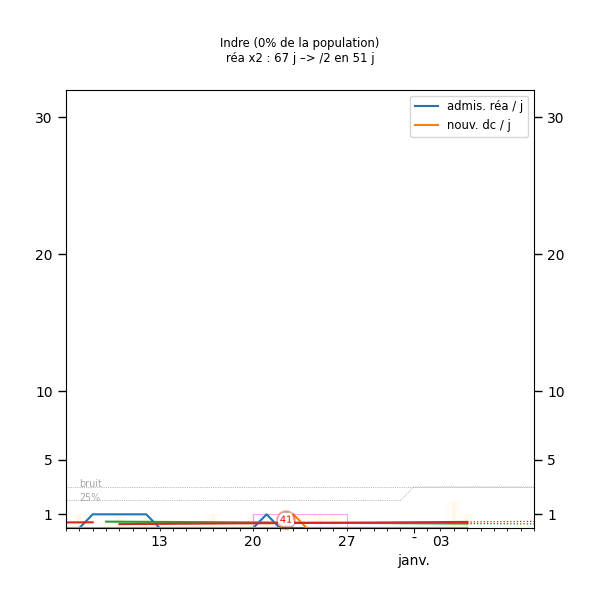 Indre (0% de la population)
réa x2 : 67 j –> /2 en 51 j
admis. réa / j
nouv. dc / j
30
30
20
20
10
10
5
5
bruit
25%
1
41
1
13
20
27
-
03
janv.